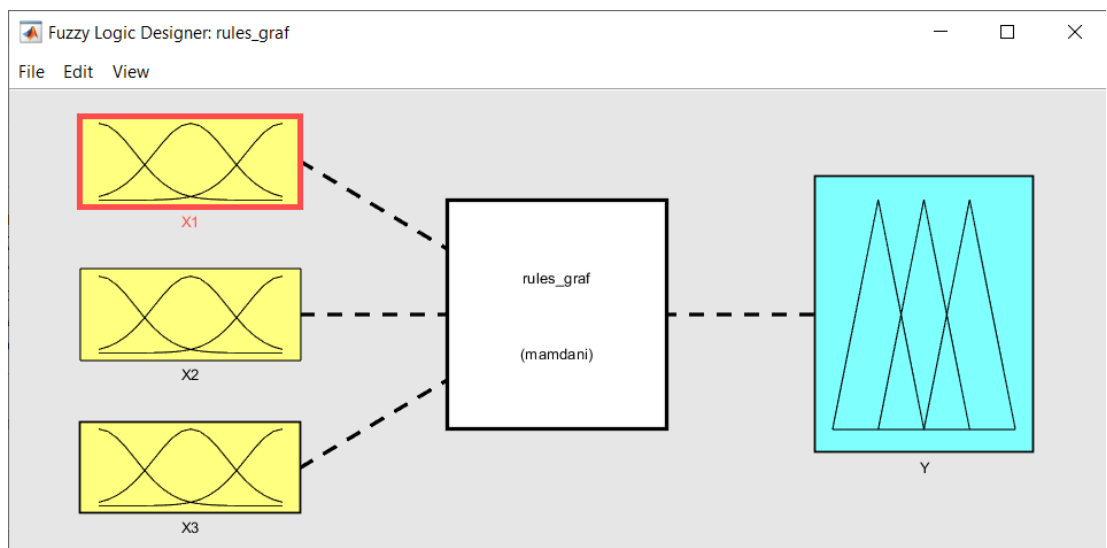 Fuzzy Logic Designer: rules_graf
File Edit View
X1
X2
X3
rules_graf
(mamdani)
Y